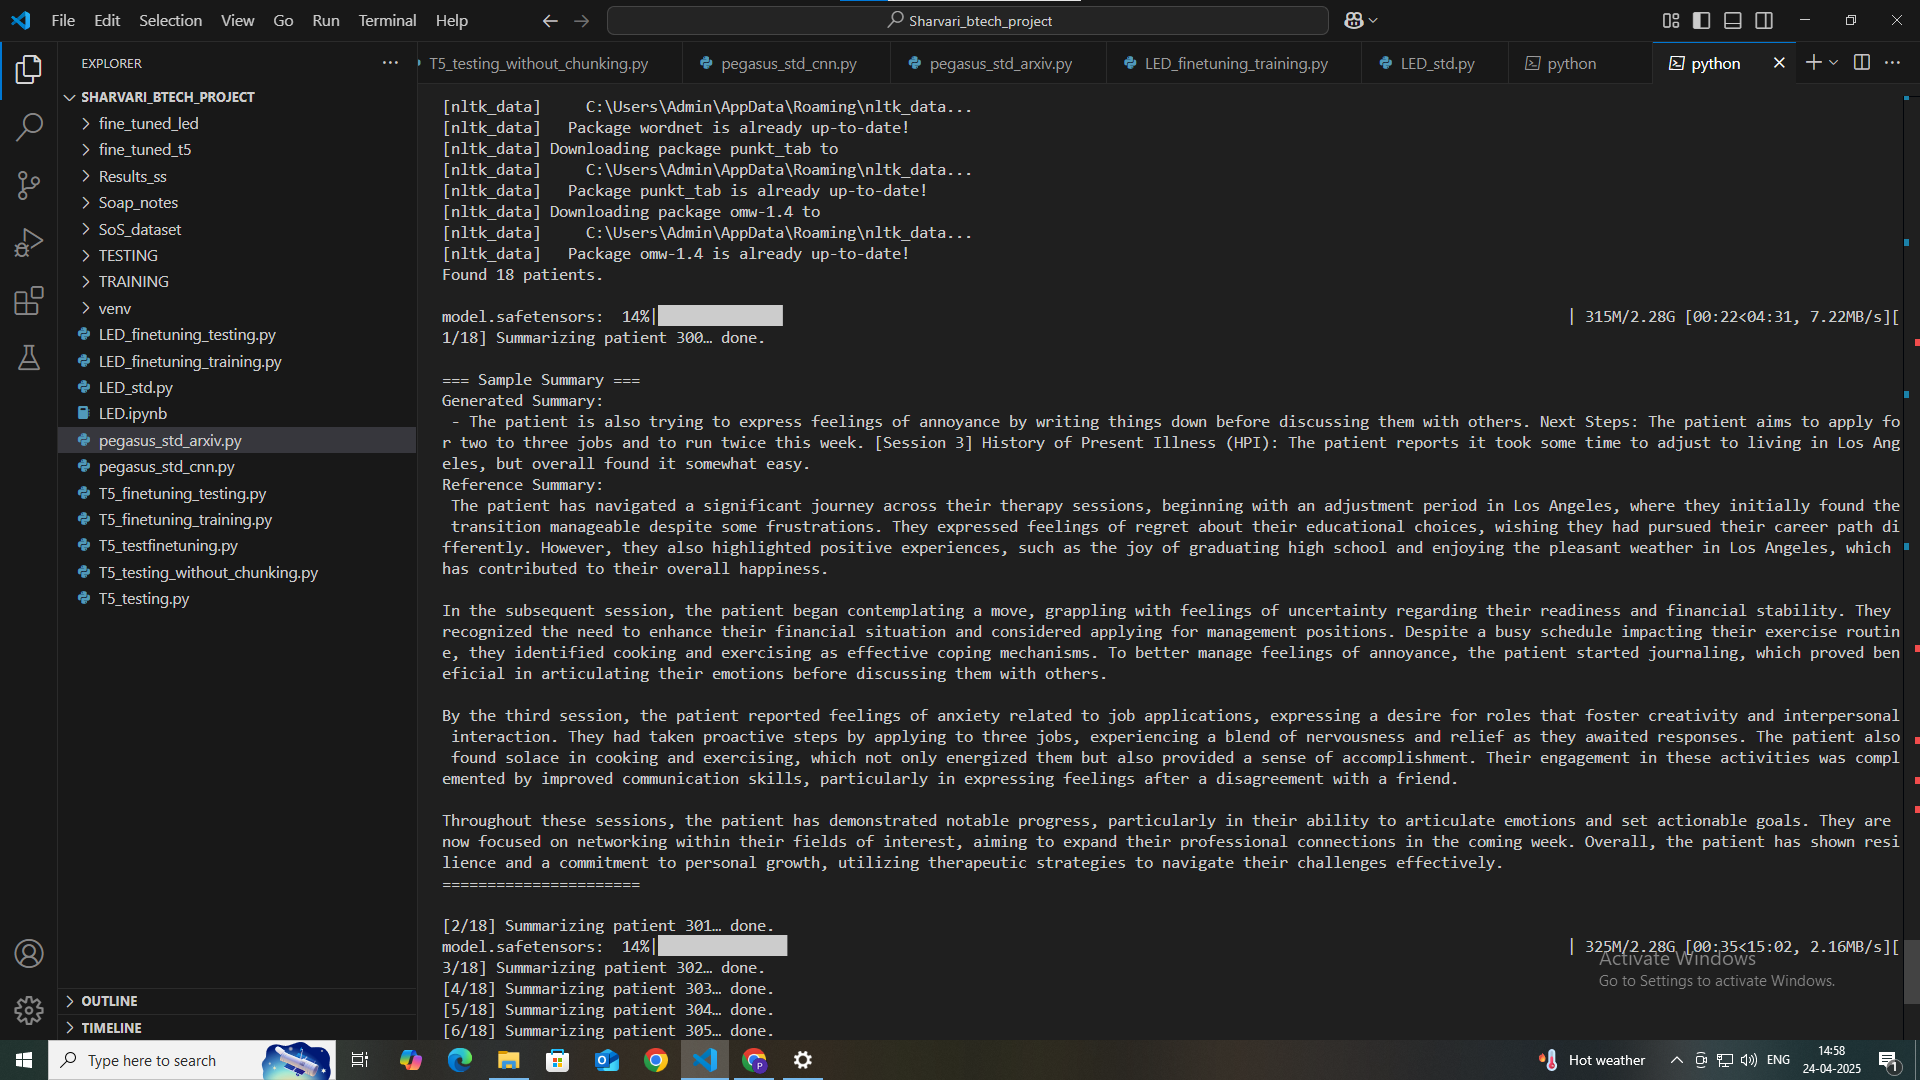 File Edit Selection View Go Run Terminal Help
Sharvari_btech_project
EXPLORER
SHARVARI_BTECH_PROJECT
fine_tuned_led
fine_tuned_t5
Results_ss
Soap_notes
SoS_dataset
TESTING
TRAINING
venv
LED_finetuning_testing.py
LED_finetuning_training.py
LED_std.py
LED.ipynb
pegasus_std_arxiv.py
pegasus_std_cnn.py
T5_finetuning_testing.py
T5_finetuning_training.py
T5_testfinetuning.py
T5_testing_without_chunking.py
T5_testing.py
OUTLINE
TIMELINE
T5_testing_without_chunking.py pegasus_std_cnn.py pegasus_std_arxiv.py LED_finetuning_training.py LED_std.py python python
[nltk_data]     C:\Users\Admin\AppData\Roaming\nltk_data...
[nltk_data]   Package wordnet is already up-to-date!
[nltk_data] Downloading package punkt_tab to
[nltk_data]     C:\Users\Admin\AppData\Roaming\nltk_data...
[nltk_data]   Package punkt_tab is already up-to-date!
[nltk_data] Downloading package omw-1.4 to
[nltk_data]     C:\Users\Admin\AppData\Roaming\nltk_data...
[nltk_data]   Package omw-1.4 is already up-to-date!
Found 18 patients.
model.safetensors:  14%| | 315M/2.28G [00:22<04:31, 7.22MB/s][
1/18] Summarizing patient 300… done.
=== Sample Summary ===
Generated Summary:
- The patient is also trying to express feelings of annoyance by writing things down before discussing them with others. Next Steps: The patient aims to apply fo
r two to three jobs and to run twice this week. [Session 3] History of Present Illness (HPI): The patient reports it took some time to adjust to living in Los Ang
eles, but overall found it somewhat easy.
Reference Summary:
The patient has navigated a significant journey across their therapy sessions, beginning with an adjustment period in Los Angeles, where they initially found the
transition manageable despite some frustrations. They expressed feelings of regret about their educational choices, wishing they had pursued their career path di
fferently. However, they also highlighted positive experiences, such as the joy of graduating high school and enjoying the pleasant weather in Los Angeles, which
has contributed to their overall happiness.
In the subsequent session, the patient began contemplating a move, grappling with feelings of uncertainty regarding their readiness and financial stability. They
recognized the need to enhance their financial situation and considered applying for management positions. Despite a busy schedule impacting their exercise routin
e, they identified cooking and exercising as effective coping mechanisms. To better manage feelings of annoyance, the patient started journaling, which proved ben
eficial in articulating their emotions before discussing them with others.
By the third session, the patient reported feelings of anxiety related to job applications, expressing a desire for roles that foster creativity and interpersonal
interaction. They had taken proactive steps by applying to three jobs, experiencing a blend of nervousness and relief as they awaited responses. The patient also
found solace in cooking and exercising, which not only energized them but also provided a sense of accomplishment. Their engagement in these activities was compl
emented by improved communication skills, particularly in expressing feelings after a disagreement with a friend.
Throughout these sessions, the patient has demonstrated notable progress, particularly in their ability to articulate emotions and set actionable goals. They are
now focused on networking within their fields of interest, aiming to expand their professional connections in the coming week. Overall, the patient has shown resi
lience and a commitment to personal growth, utilizing therapeutic strategies to navigate their challenges effectively.
======================
[2/18] Summarizing patient 301… done.
model.safetensors:  14%| | 325M/2.28G [00:35<15:02, 2.16MB/s][
3/18] Summarizing patient 302… done.
[4/18] Summarizing patient 303… done.
[5/18] Summarizing patient 304… done.
[6/18] Summarizing patient 305… done.
Activate Windows
Go to Settings to activate Windows.
Type here to search
Hot weather
ENG
14:58
24-04-2025
1